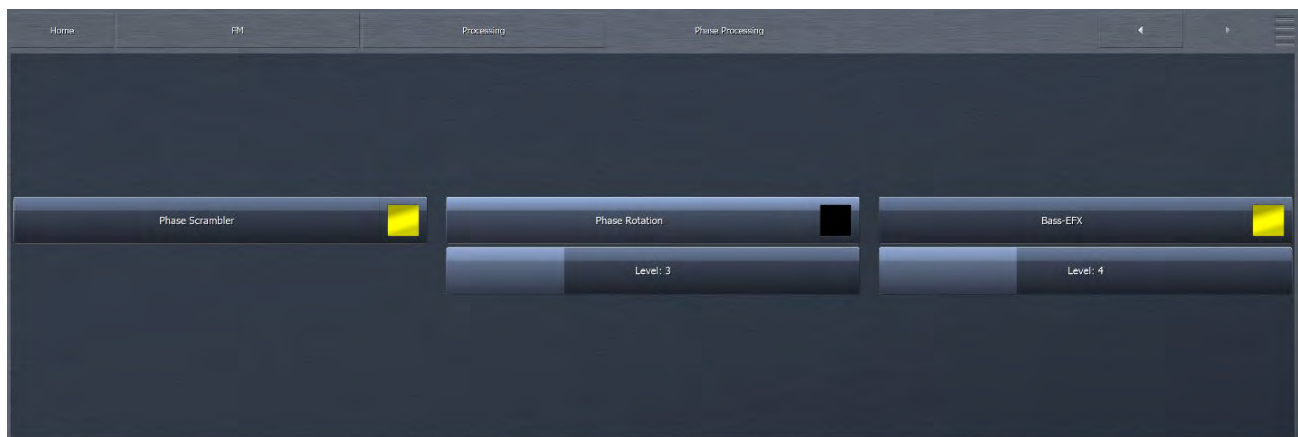 Home FM Processing Phase Processing
Phase Scrambler Phase Rotation Bass-EFX
Level: 3 Level: 4